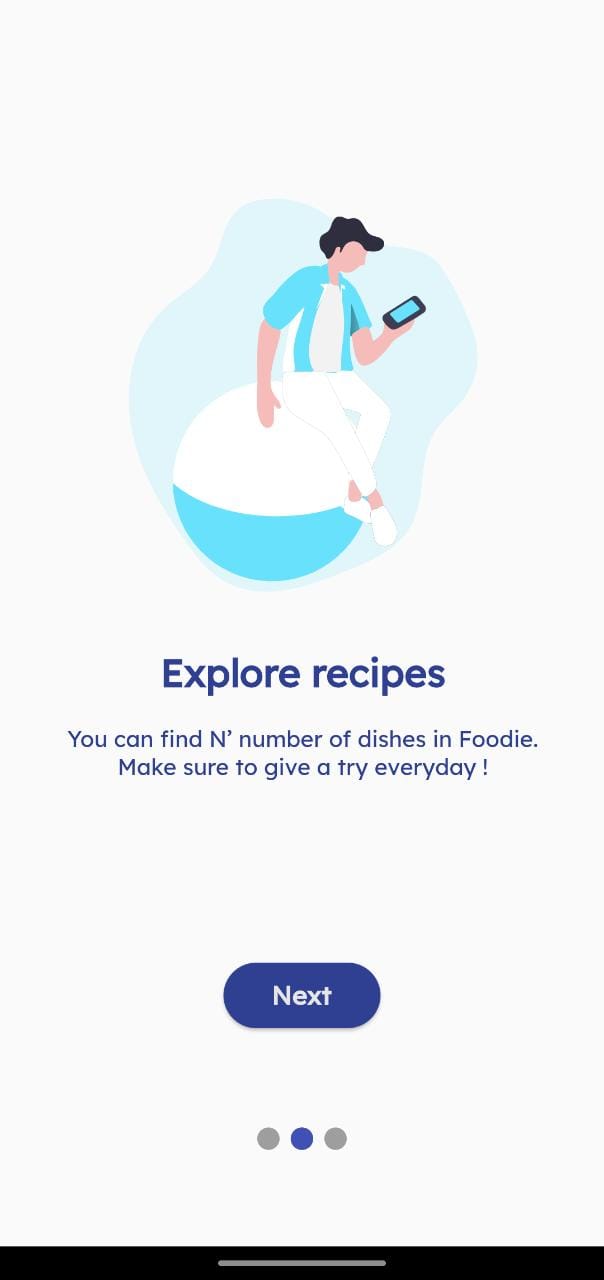 Explore recipes
You can find N’ number of dishes in Foodie.
Make sure to give a try everyday !
Next